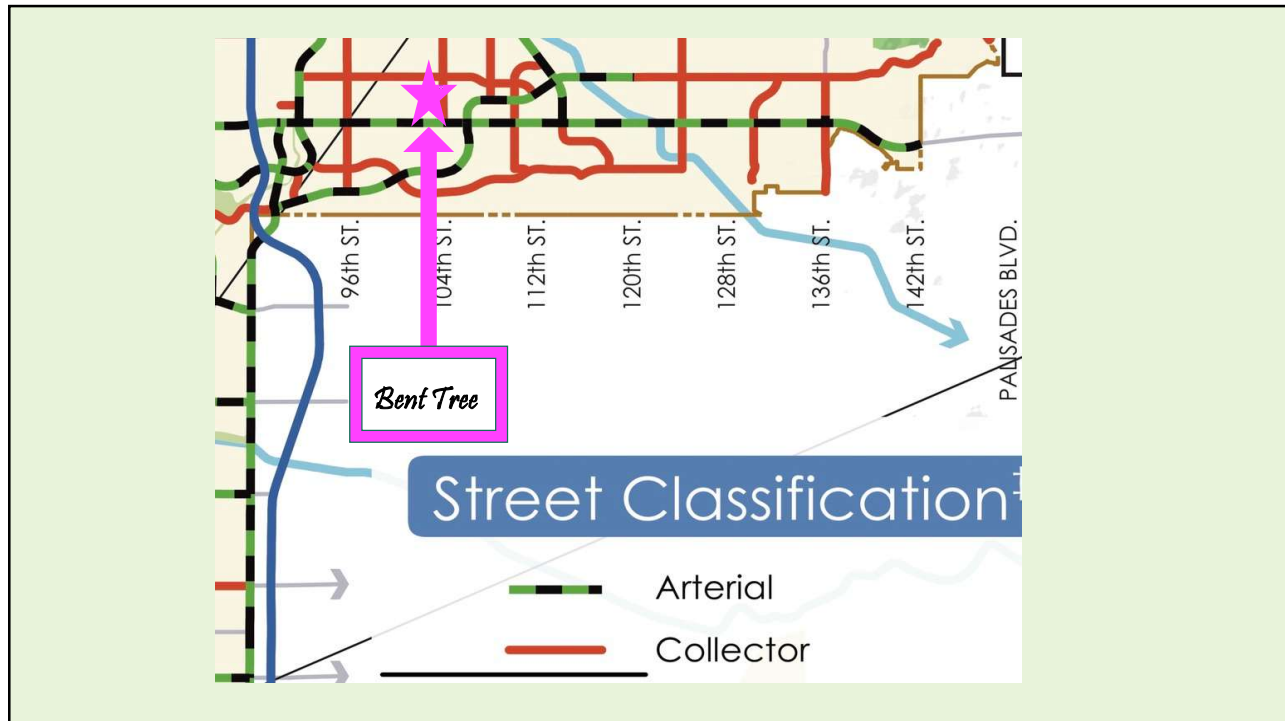 96th ST.
104th ST.
112th ST.
120th ST.
128th ST.
136th ST.
142th ST.
PALISADES BLVD.
Bent Tree
Street Classification‡
Arterial
Collector